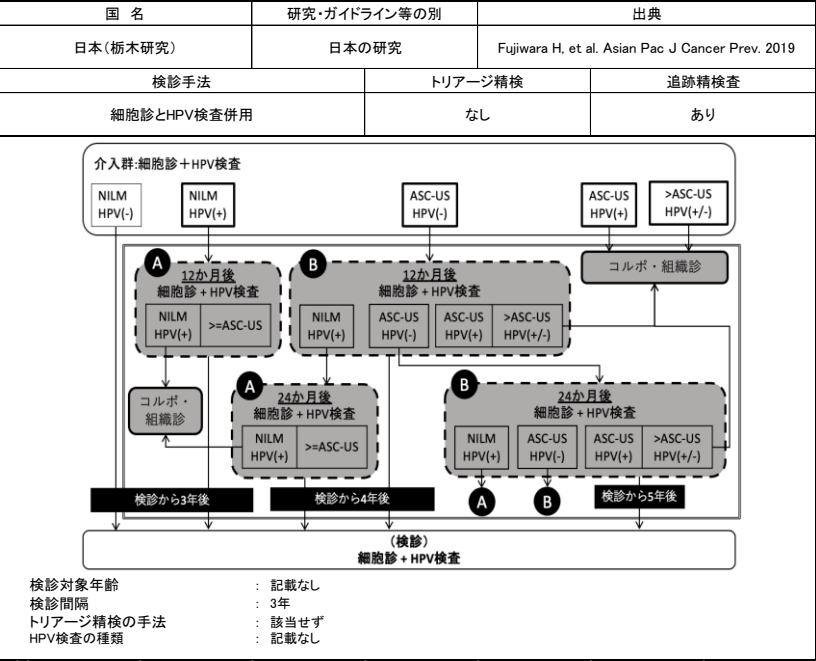 国 名 研究・ガイドライン等の別 出典
日本（栃木研究） 日本の研究 Fujiwara H, et al. Asian Pac J Cancer Prev. 2019
検診手法 トリアージ精検 追跡精検査
細胞診とHPV検査併用 なし あり
介入群:細胞診＋HPV検査
NILM
HPV(-)
NILM
HPV(+)
ASC-US
HPV(-)
ASC-US
HPV(+)
>ASC-US
HPV(+/-)
コルポ・組織診
A
12か月後
細胞診 + HPV検査
NILM
HPV(+)
>=ASC-US
B
12か月後
細胞診 + HPV検査
NILM
HPV(+)
ASC-US
HPV(-)
ASC-US
HPV(+)
>ASC-US
HPV(+/-)
コルポ・
組織診
A
24か月後
細胞診 + HPV検査
NILM
HPV(+)
>=ASC-US
B
24か月後
細胞診 + HPV検査
NILM
HPV(+)
ASC-US
HPV(-)
ASC-US
HPV(+)
>ASC-US
HPV(+/-)
A
B
検診から3年後
検診から4年後
検診から5年後
(検診)
細胞診 + HPV検査
検診対象年齢 : 記載なし
検診間隔 : 3年
トリアージ精検の手法 : 該当せず
HPV検査の種類 : 記載なし